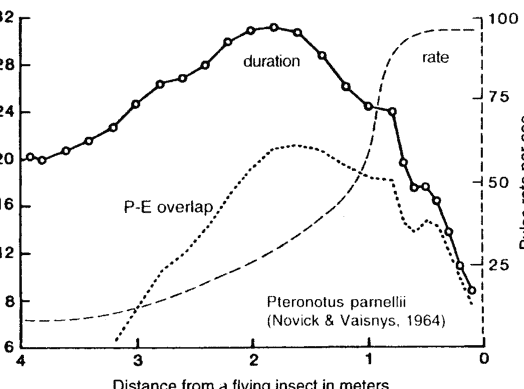 32
28
24
20
16
12
8
6
100
75
50
25
0
duration
rate
P-E overlap
Pteronotus parnellii
(Novick & Vaisnys, 1964)
4 3 2 1 0
Distance from a flying insect in meters